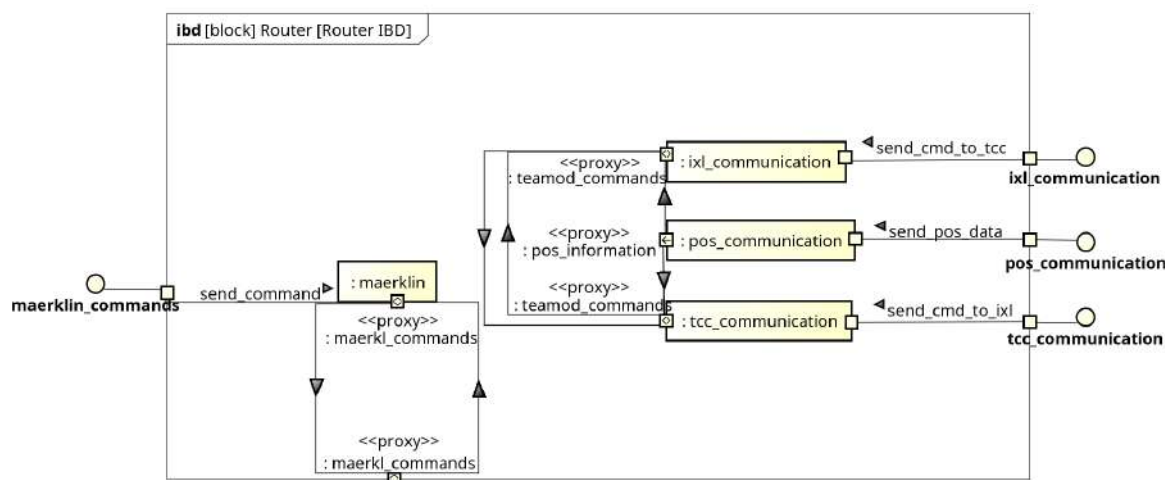 ibd [block] Router [Router IBD]
send_cmd_to_tcc
<<proxy>>
: ixl_communication
: teamod_commands
ixl_communication
send_pos_data
<<proxy>>
: pos_communication
: pos_information
pos_communication
: maerklin
send_command
maerklin_commands
<<proxy>>
: teamod_commands
send_cmd_to_ixl
: tcc_communication
tcc_communication
<<proxy>>
: maerkl_commands
<<proxy>>
: maerkl_commands